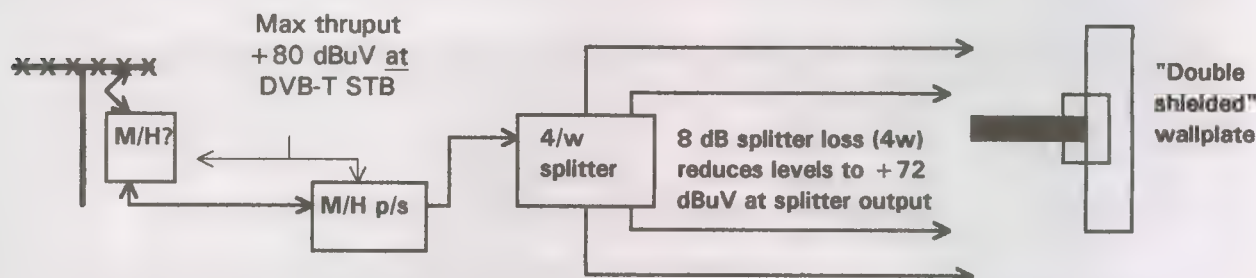 Max thruput
+80 dBuV at
DVB-T STB
M/H?
M/H p/s
4/w
splitter
8 dB splitter loss (4w)
reduces levels to +72
dBuV at splitter output
"Double
shielded"
wallplate